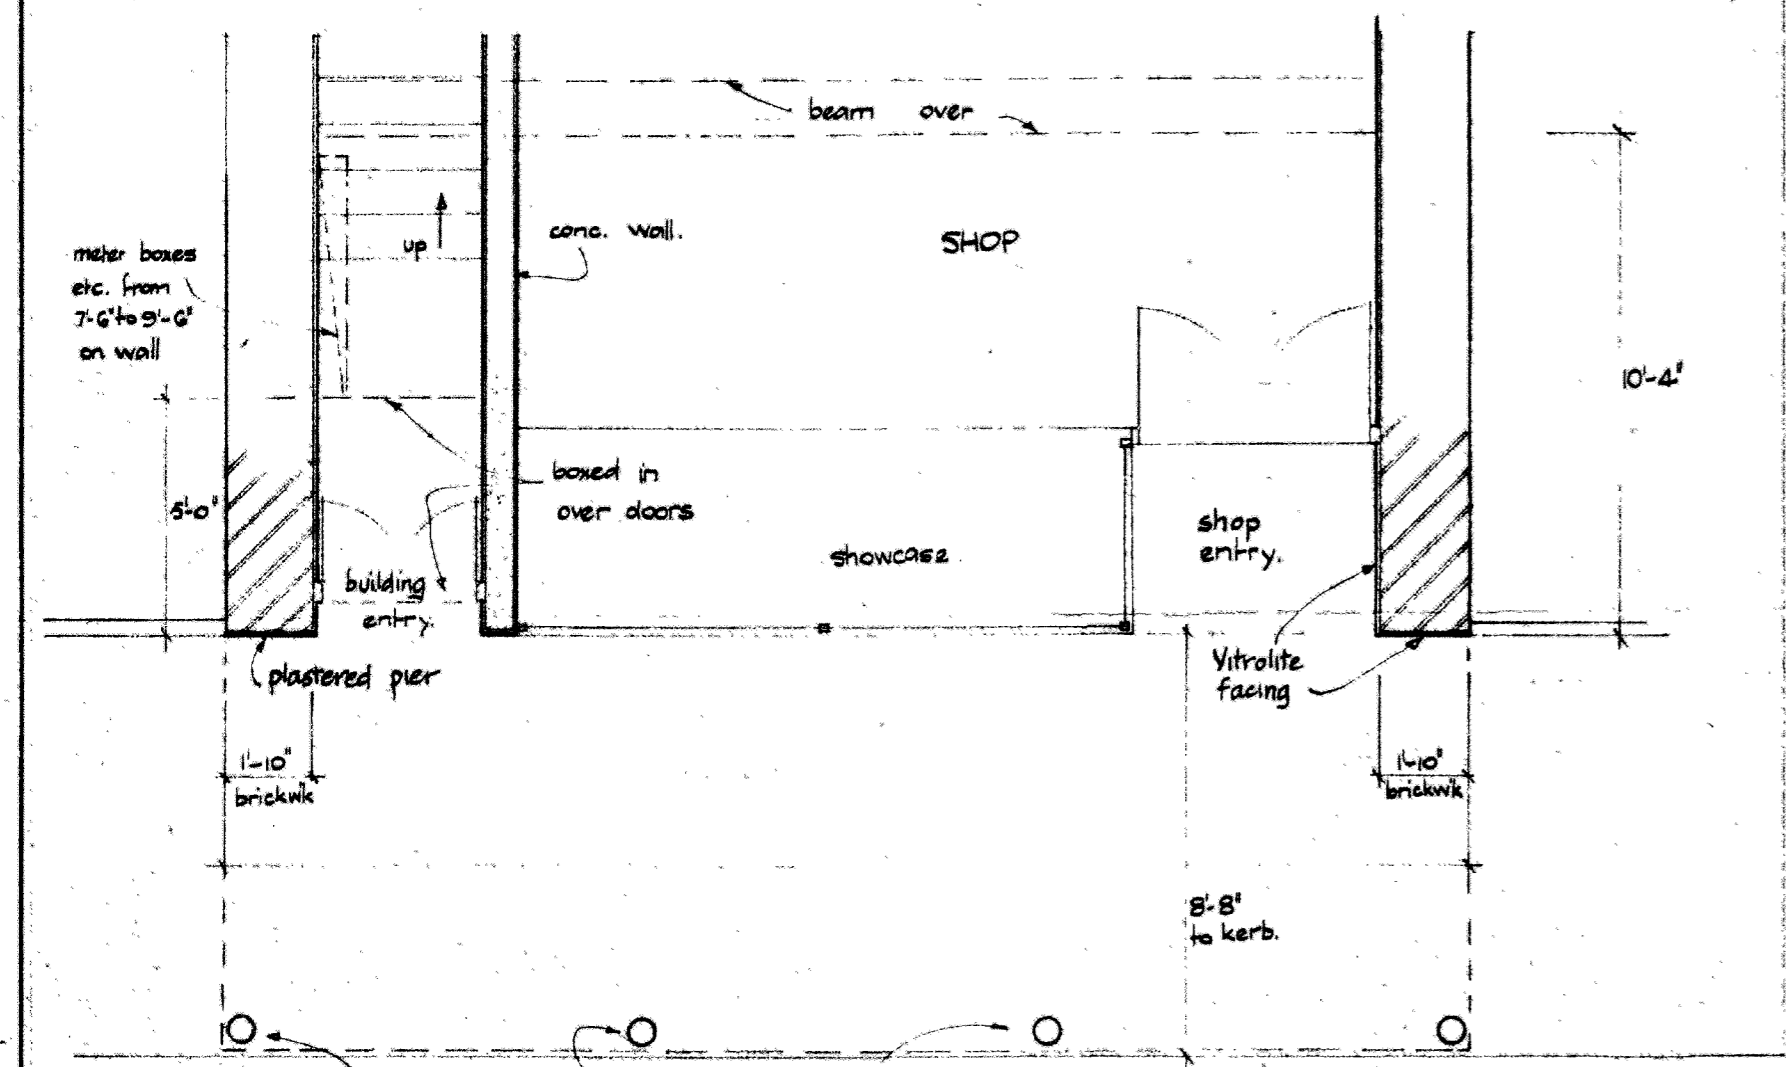 beam over
conc. wall.
SHOP
up
meter boxes
etc. from
7'-6" to 9'-6"
on wall
10'-4"
5'-0"
boxed in
over doors
showcase
shop
entry.
building
entry.
plastered pier
Vitrolite
facing
1'-10"
brickwk
1'-10"
brickwk
8'-8"
to kerb.